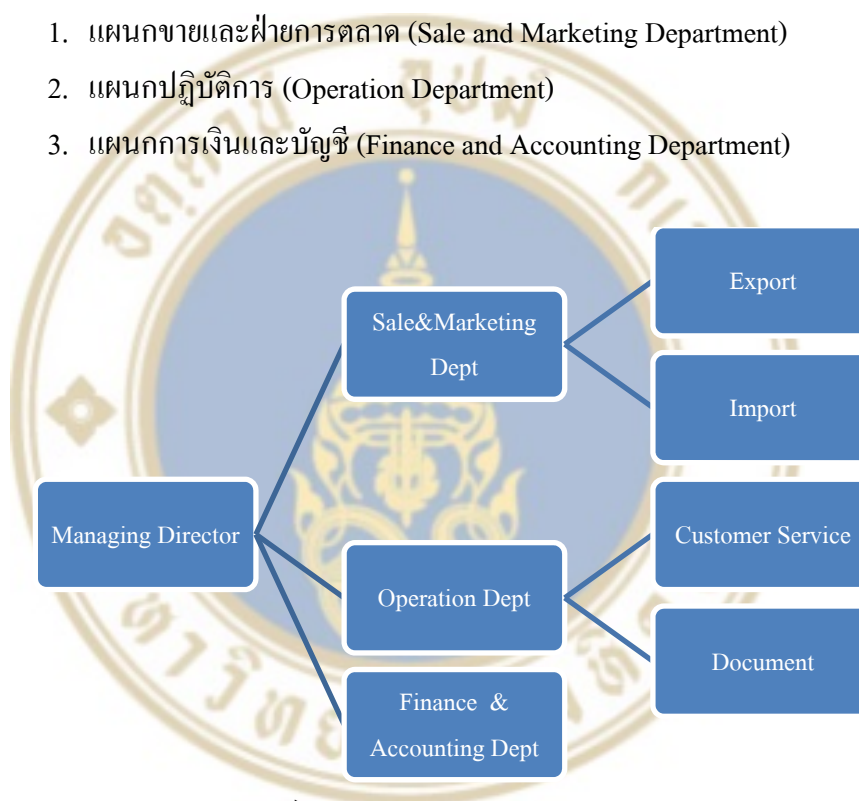 1. แผนกขายและฝ่ายการตลาด (Sale and Marketing Department)
2. แผนกปฏิบัติการ (Operation Department)
3. แผนกการเงินและบัญชี (Finance and Accounting Department)
Export
Sale&Marketing
Dept
Import
Managing Director
Customer Service
Operation Dept
Document
Finance &
Accounting Dept